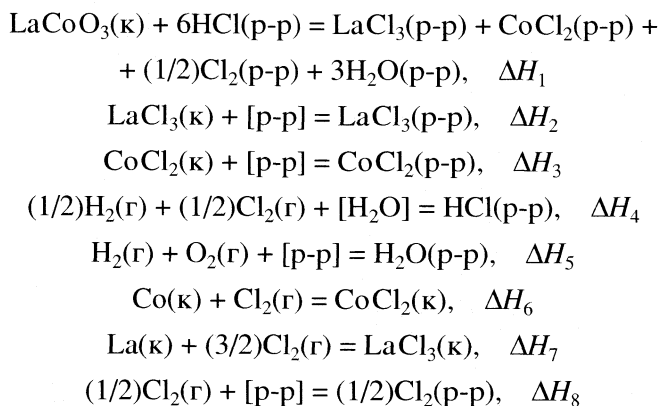 LaCoO₃(к) + 6HCl(р-р) = LaCl₃(р-р) + CoCl₂(р-р) +
+ (1/2)Cl₂(р-р) + 3H₂O(р-р), ΔH₁
LaCl₃(к) + [р-р] = LaCl₃(р-р), ΔH₂
CoCl₂(к) + [р-р] = CoCl₂(р-р), ΔH₃
(1/2)H₂(г) + (1/2)Cl₂(г) + [H₂O] = HCl(р-р), ΔH₄
H₂(г) + O₂(г) + [р-р] = H₂O(р-р), ΔH₅
Co(к) + Cl₂(г) = CoCl₂(к), ΔH₆
La(к) + (3/2)Cl₂(г) = LaCl₃(к), ΔH₇
(1/2)Cl₂(г) + [р-р] = (1/2)Cl₂(р-р), ΔH₈